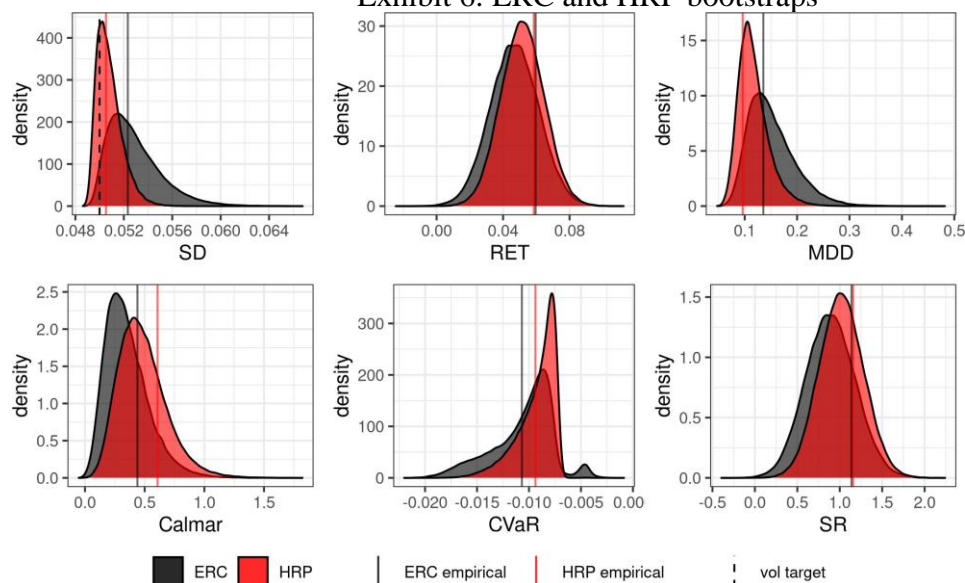 Exhibit 6. ERC and HRP bootstraps
density
400
300
200
100
0
0.048 0.052 0.056 0.060 0.064
SD
density
30
20
10
0
0.00 0.04 0.08
RET
density
15
10
5
0
0.1 0.2 0.3 0.4 0.5
MDD
density
2.5
2.0
1.5
1.0
0.5
0.0
0.0 0.5 1.0 1.5
Calmar
density
300
200
100
0
-0.020 -0.015 -0.010 -0.005 0.00
CVaR
density
1.5
1.0
0.5
0.0
-0.5 0.0 0.5 1.0 1.5 2.0
SR
ERC HRP ERC empirical HRP empirical vol target